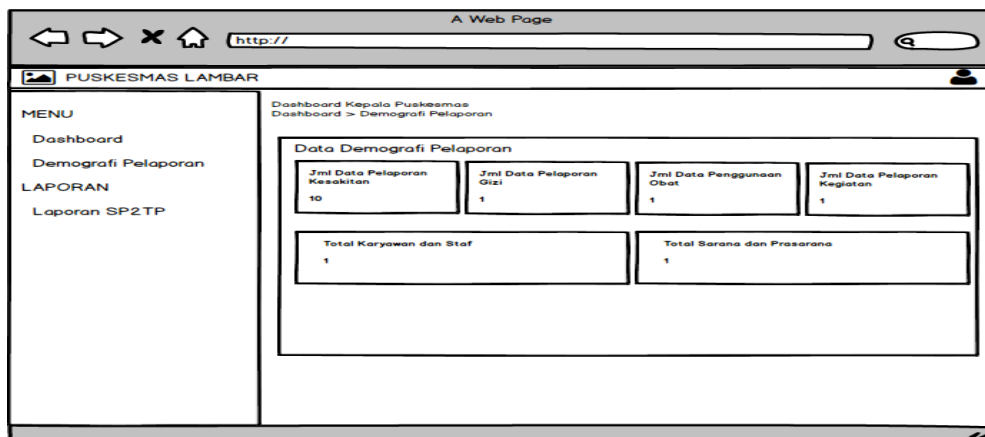 A Web Page
http://
PUSKESMAS LAMBAR
MENU
Dashboard
Demografi Pelaporan
LAPORAN
Laporan SP2TP
Dashboard Kepala Puskesmas
Dashboard > Demografi Pelaporan
Data Demografi Pelaporan
Jml Data Pelaporan
Kesakitan
10
Jml Data Pelaporan
Gizi
1
Jml Data Penggunaan
Obat
1
Jml Data Pelaporan
Kegiatan
1
Total Karyawan dan Staf
1
Total Sarana dan Prasarana
1